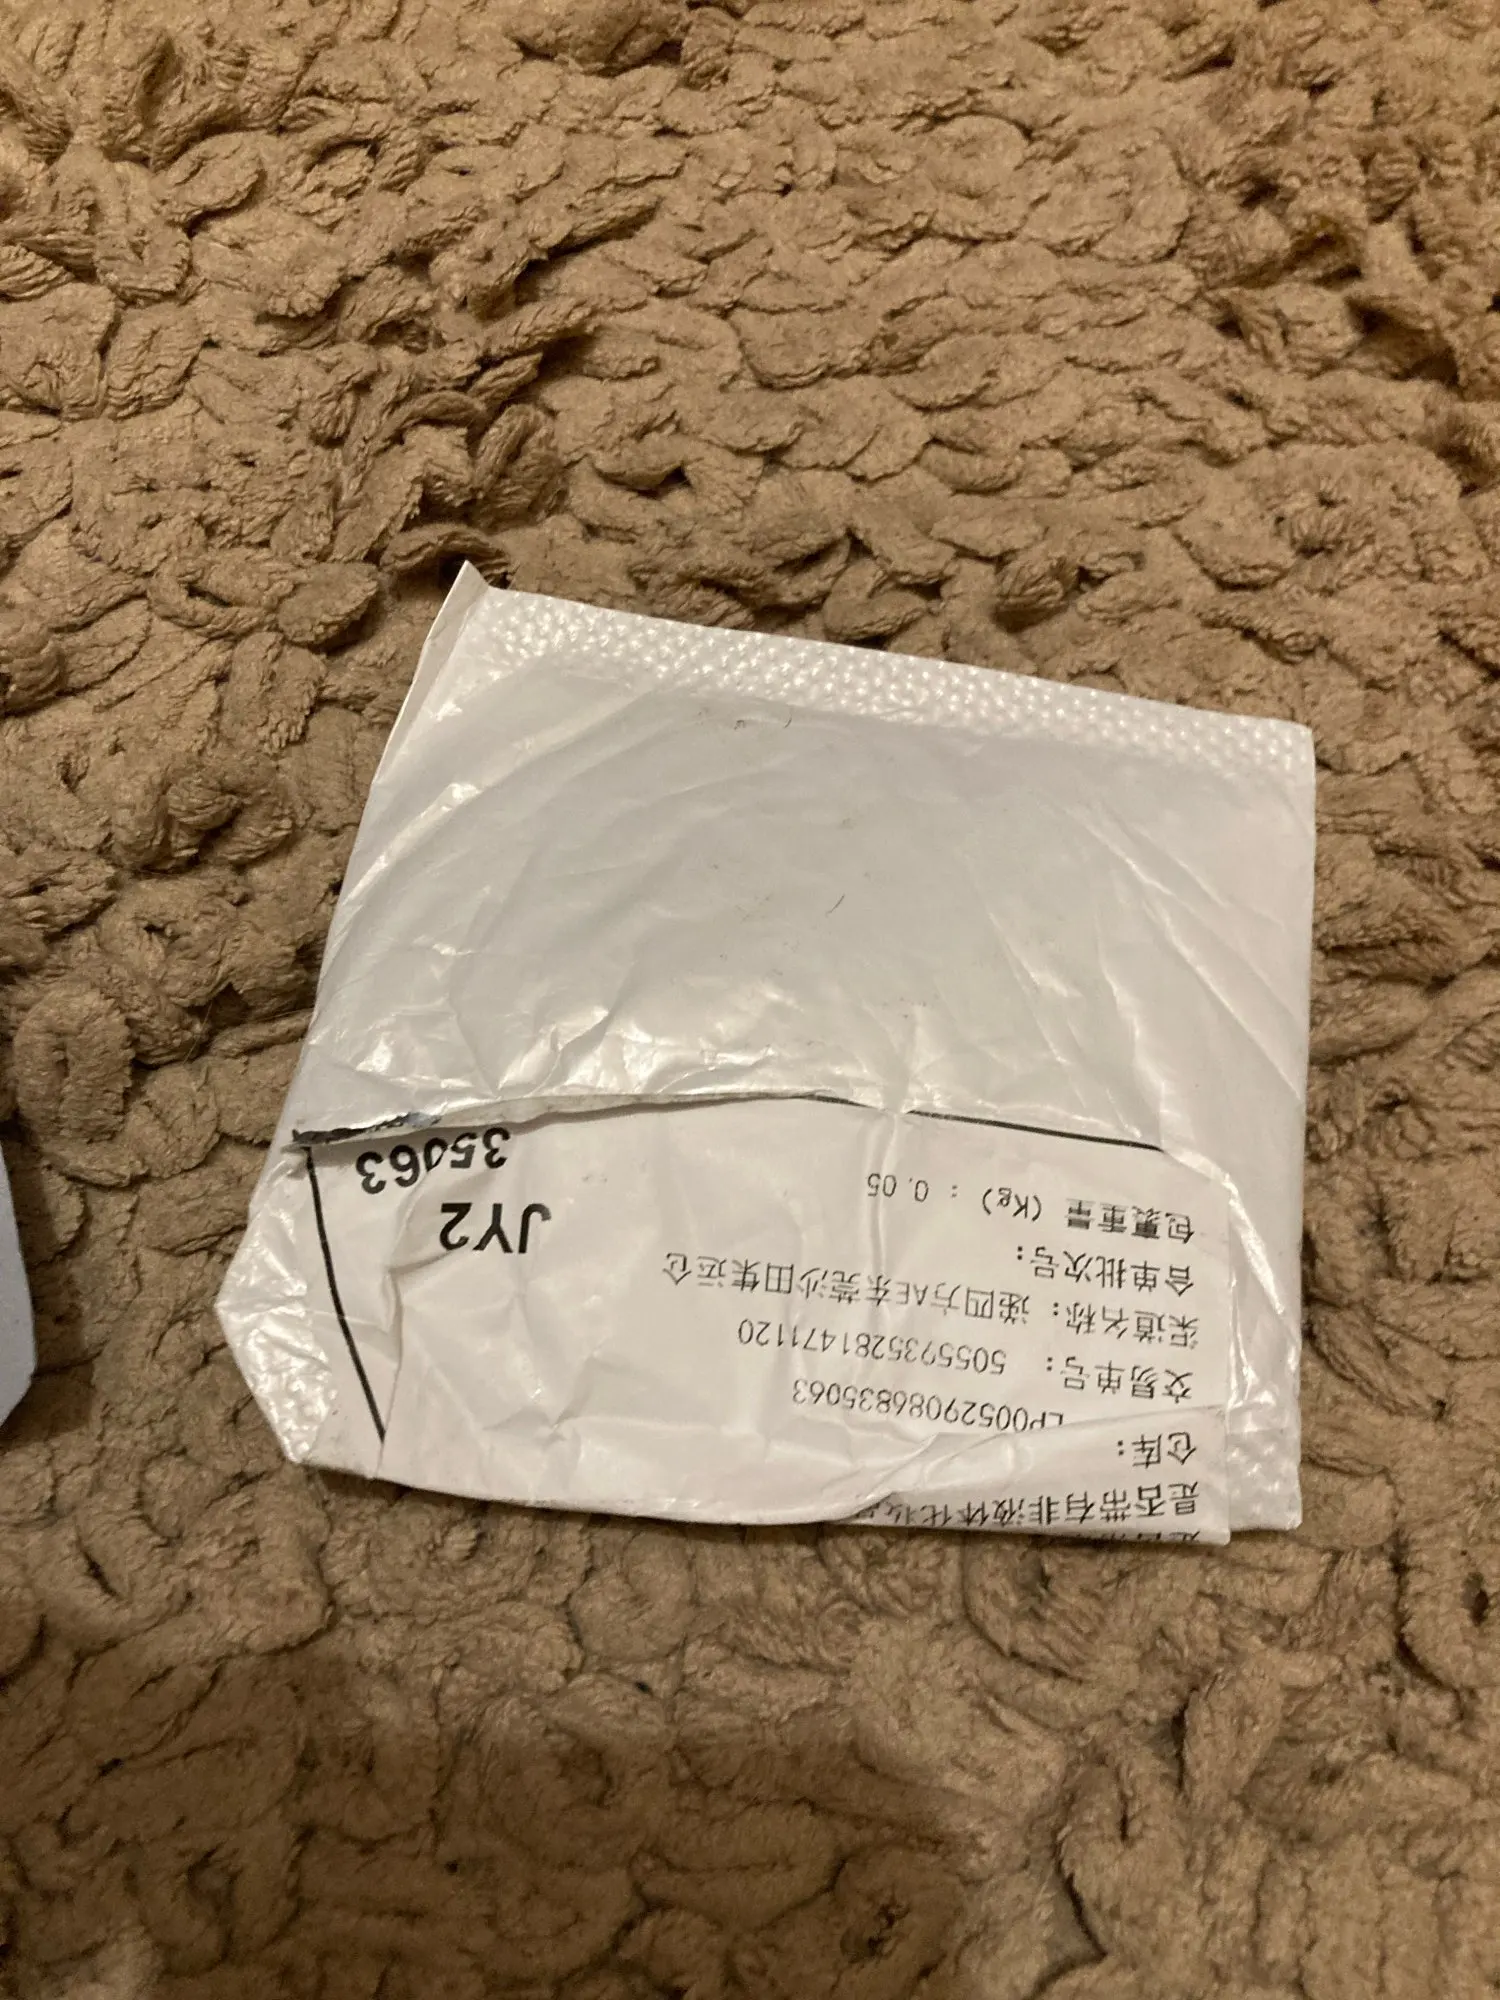 是否带有非液体化妆
仓库：
LP00529086835063
交易单号： 5055935281471120
渠道名称： 递四方AE东莞沙田集运仓
合单批次号：
包裹重量 (Kg) : 0.05
JY2
35063